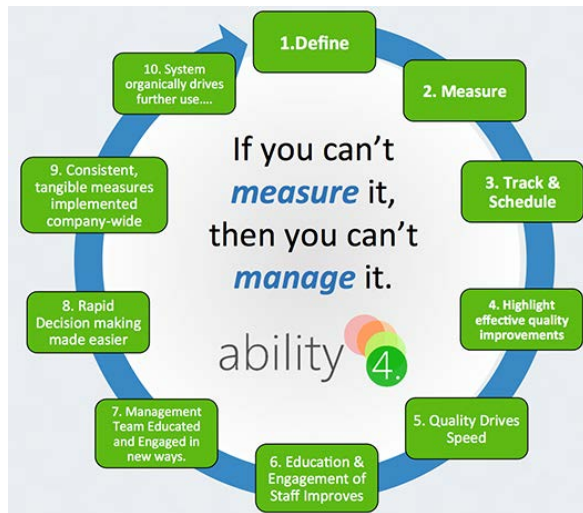 1.Define
2. Measure
3. Track &
Schedule
4. Highlight
effective quality
improvements
5. Quality Drives
Speed
6. Education &
Engagement of
Staff Improves
7. Management
Team Educated
and Engaged in
new ways.
8. Rapid
Decision making
made easier
9. Consistent,
tangible measures
implemented
company-wide
10. System
organically drives
further use....
If you can't
measure it,
then you can't
manage it.
ability
4.